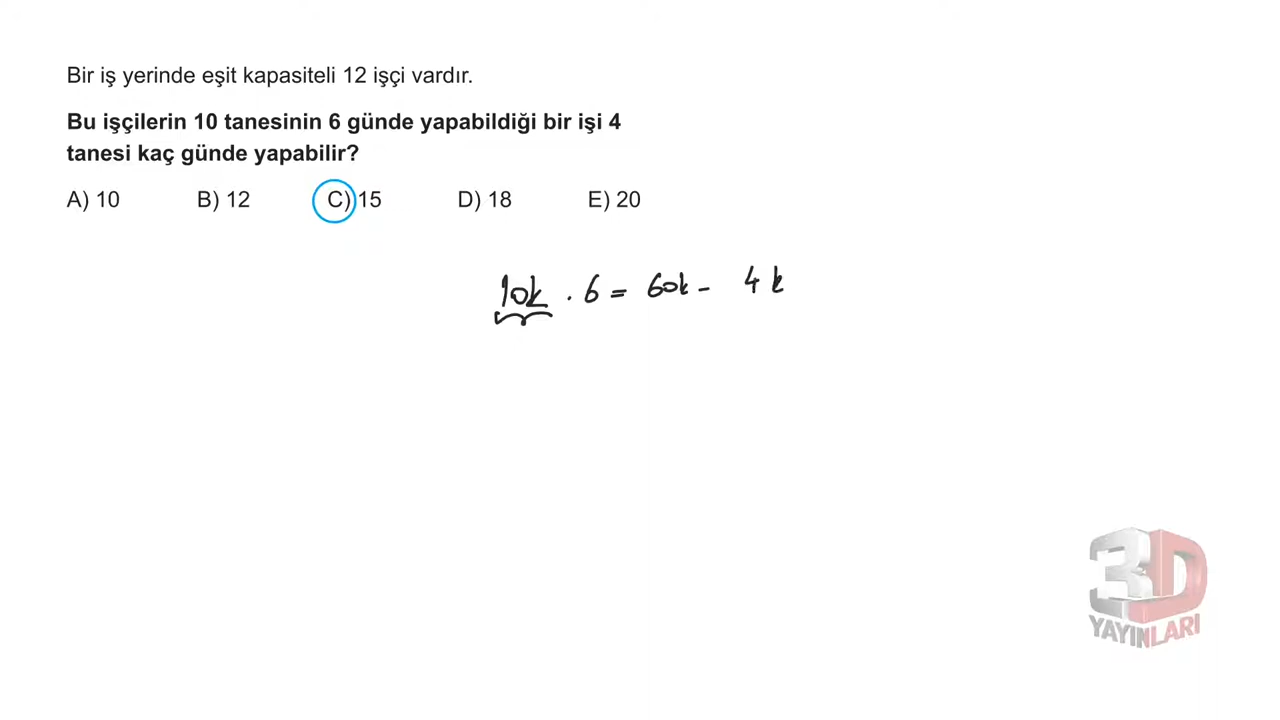 Bir iş yerinde eşit kapasiteli 12 işçi vardır.
Bu işçilerin 10 tanesinin 6 günde yapabildiği bir işi 4
tanesi kaç günde yapabilir?
A) 10 B) 12 C) 15 D) 18 E) 20
10k · 6 = 60k - 4k
3D
YAYINLARI